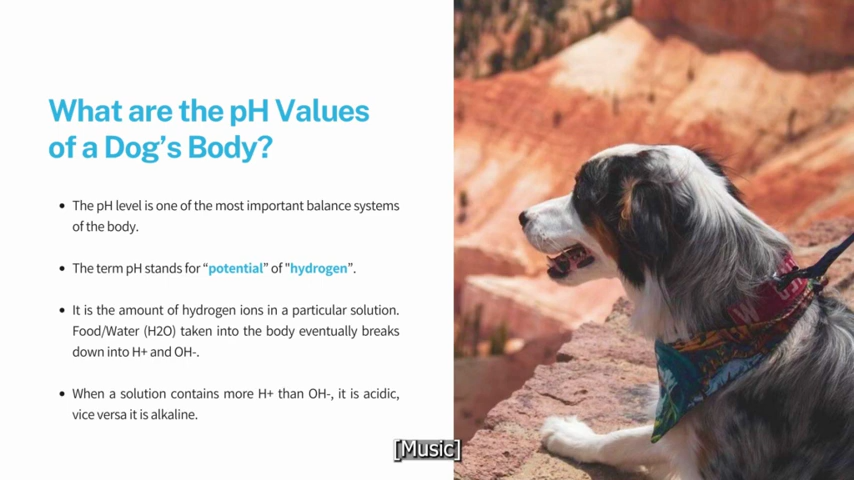 What are the pH Values
of a Dog’s Body?
• The pH level is one of the most important balance systems
of the body.
• The term pH stands for “potential” of "hydrogen”.
• It is the amount of hydrogen ions in a particular solution.
Food/Water (H2O) taken into the body eventually breaks
down into H+ and OH-.
• When a solution contains more H+ than OH-, it is acidic,
vice versa it is alkaline.
[Music]